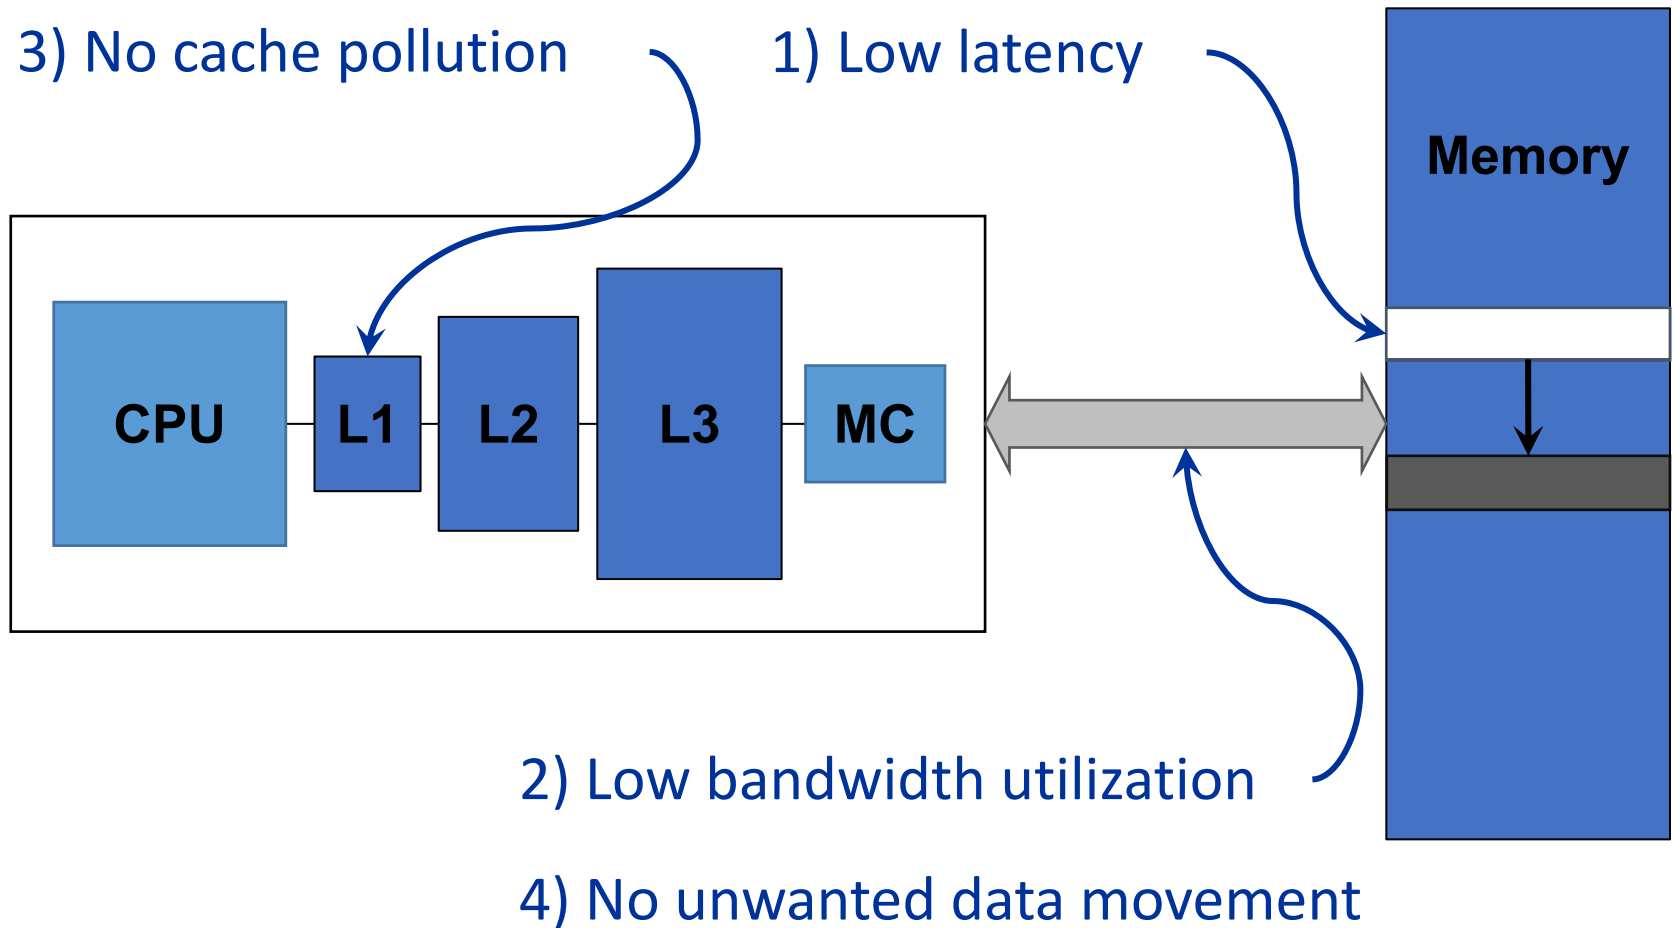 3) No cache pollution
1) Low latency
Memory
CPU
L1
L2
L3
MC
2) Low bandwidth utilization
4) No unwanted data movement